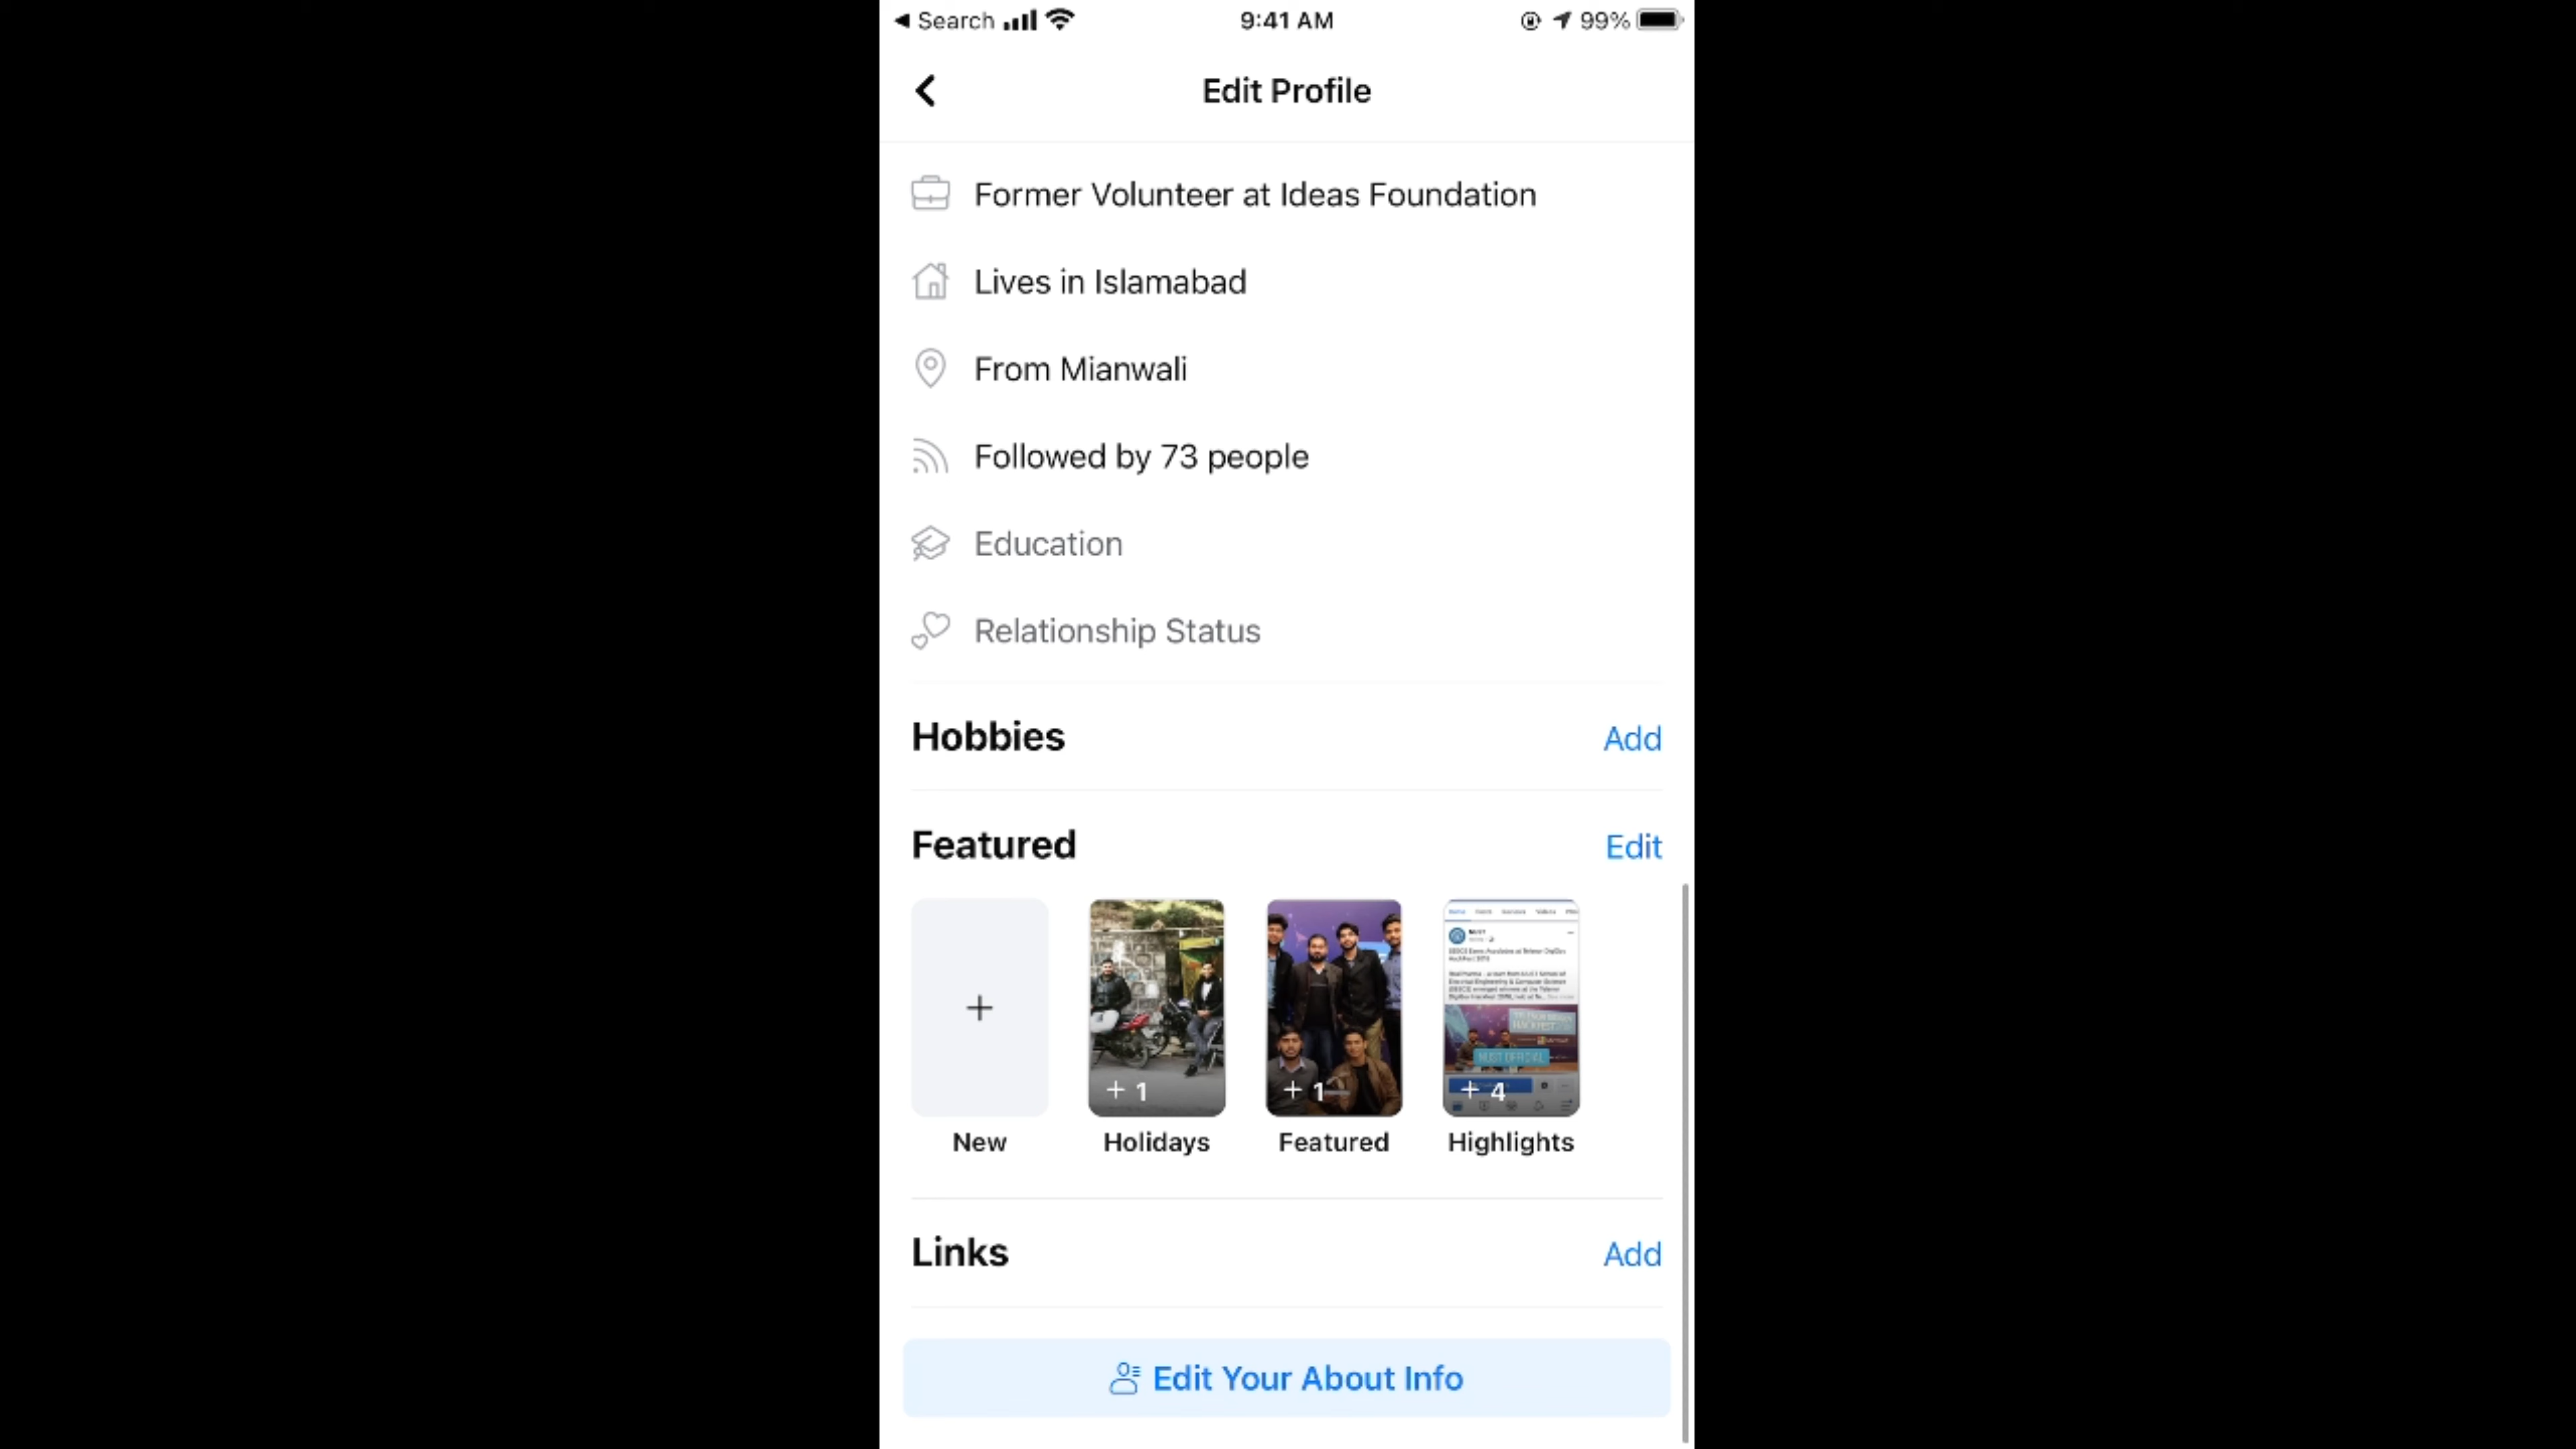 Search
9:41 AM
99%
Edit Profile
Former Volunteer at Ideas Foundation
Lives in Islamabad
From Mianwali
Followed by 73 people
Education
Relationship Status
Hobbies
Add
Featured
Edit
+ 1
+ 1
+ 4
NUST OFFICIAL
New
Holidays
Featured
Highlights
Links
Add
Edit Your About Info